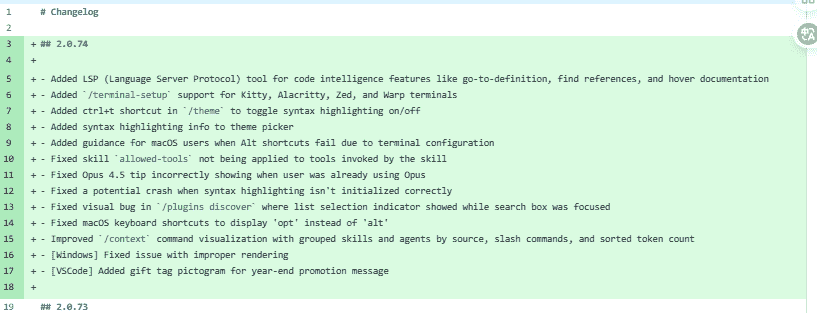 1 # Changelog
2
3 + ## 2.0.74
4 +
5 + - Added LSP (Language Server Protocol) tool for code intelligence features like go-to-definition, find references, and hover documentation
6 + - Added `/terminal-setup` support for Kitty, Alacritty, Zed, and Warp terminals
7 + - Added ctrl+t shortcut in `/theme` to toggle syntax highlighting on/off
8 + - Added syntax highlighting info to theme picker
9 + - Added guidance for macOS users when Alt shortcuts fail due to terminal configuration
10 + - Fixed skill `allowed-tools` not being applied to tools invoked by the skill
11 + - Fixed Opus 4.5 tip incorrectly showing when user was already using Opus
12 + - Fixed a potential crash when syntax highlighting isn't initialized correctly
13 + - Fixed visual bug in `/plugins discover` where list selection indicator showed while search box was focused
14 + - Fixed macOS keyboard shortcuts to display 'opt' instead of 'alt'
15 + - Improved `/context` command visualization with grouped skills and agents by source, slash commands, and sorted token count
16 + - [Windows] Fixed issue with improper rendering
17 + - [VSCode] Added gift tag pictogram for year-end promotion message
18 +
19 ## 2.0.73